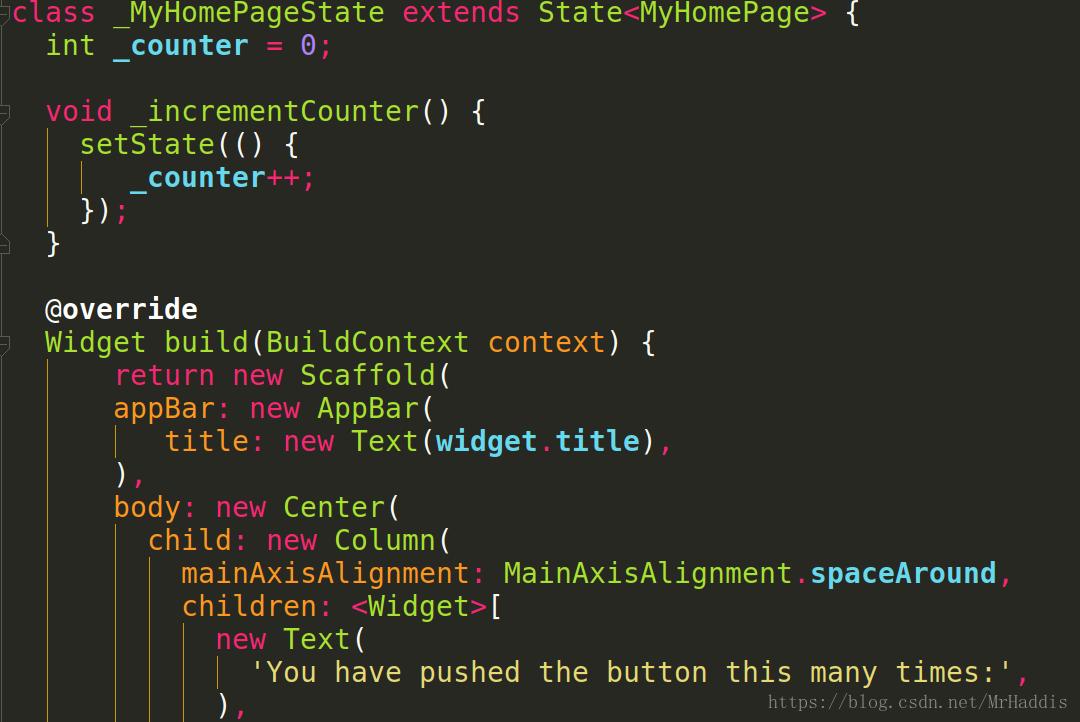 class _MyHomePageState extends State<MyHomePage> {
int _counter = 0;
void _incrementCounter() {
setState(() {
_counter++;
});
}
@override
Widget build(BuildContext context) {
return new Scaffold(
appBar: new AppBar(
title: new Text(widget.title),
),
body: new Center(
child: new Column(
mainAxisAlignment: MainAxisAlignment.spaceAround,
children: <Widget>[
new Text(
'You have pushed the button this many times:',
),
https://blog.csdn.net/MrHaddis